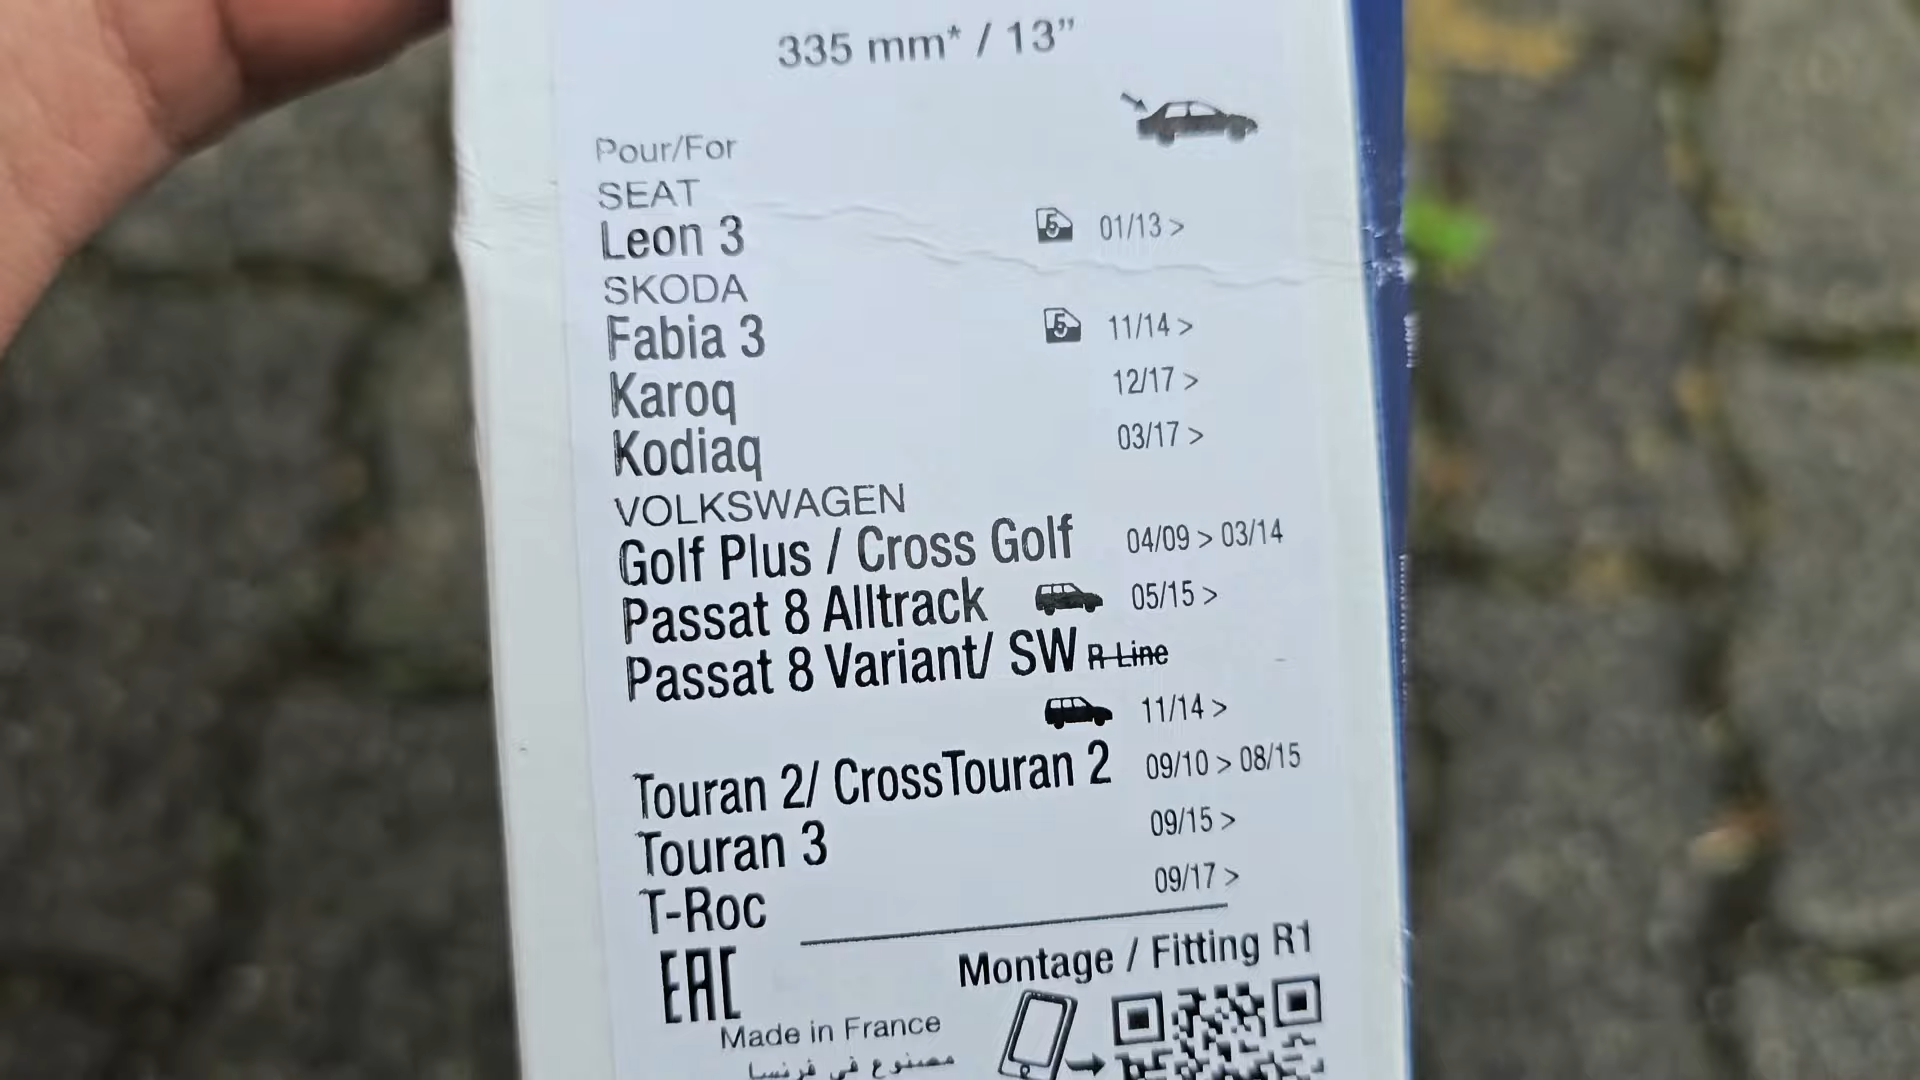 335 mm* / 13”
Pour/For
SEAT
Leon 3 5 01/13 >
SKODA
Fabia 3 5 11/14 >
Karoq 12/17 >
Kodiaq 03/17 >
VOLKSWAGEN
Golf Plus / Cross Golf 04/09 > 03/14
Passat 8 Alltrack 05/15 >
Passat 8 Variant/ SW R-Line
11/14 >
Touran 2/ CrossTouran 2 09/10 > 08/15
Touran 3 09/15 >
T-Roc 09/17 >
EAC
Montage / Fitting R1
Made in France
مصنوع في فرنسا